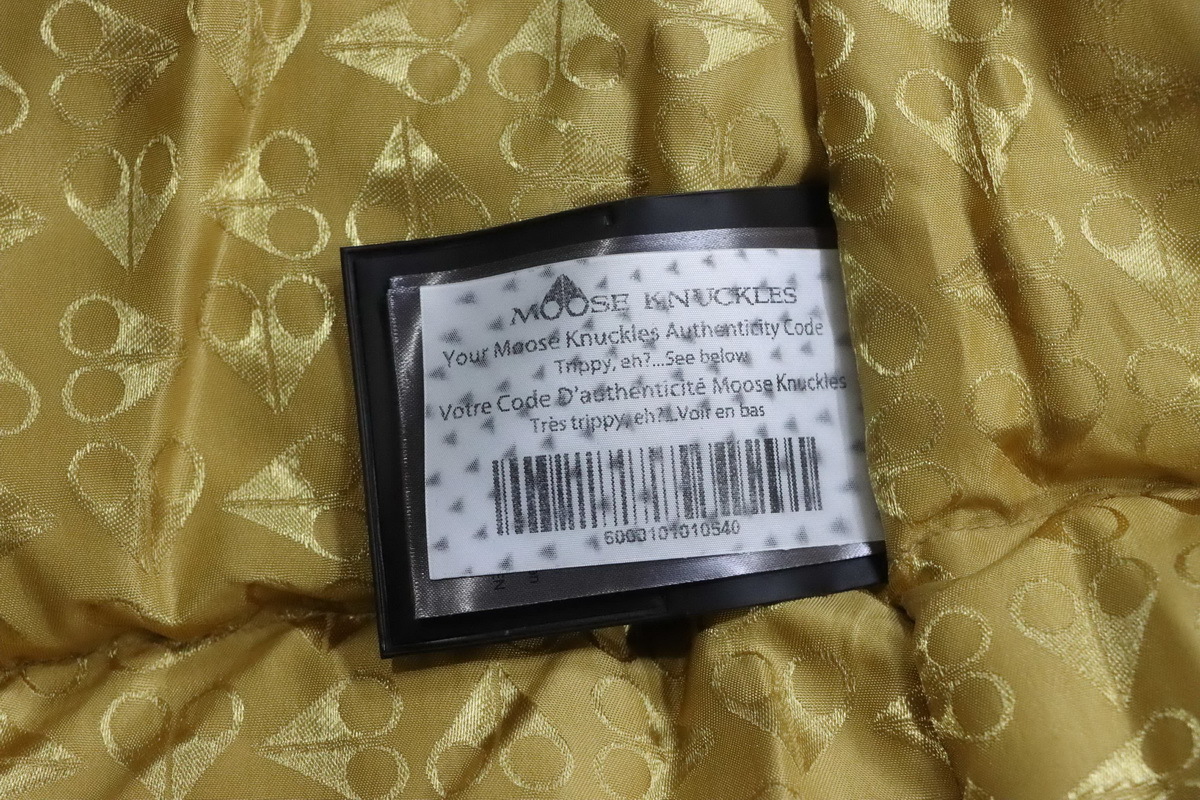 MOOSE KNUCKLES
Your Moose Knuckles Authenticity Code
Trippy, eh?...See below
Votre Code D'authenticité Moose Knuckles
Très trippy, eh?...Voir en bas
6000101010540